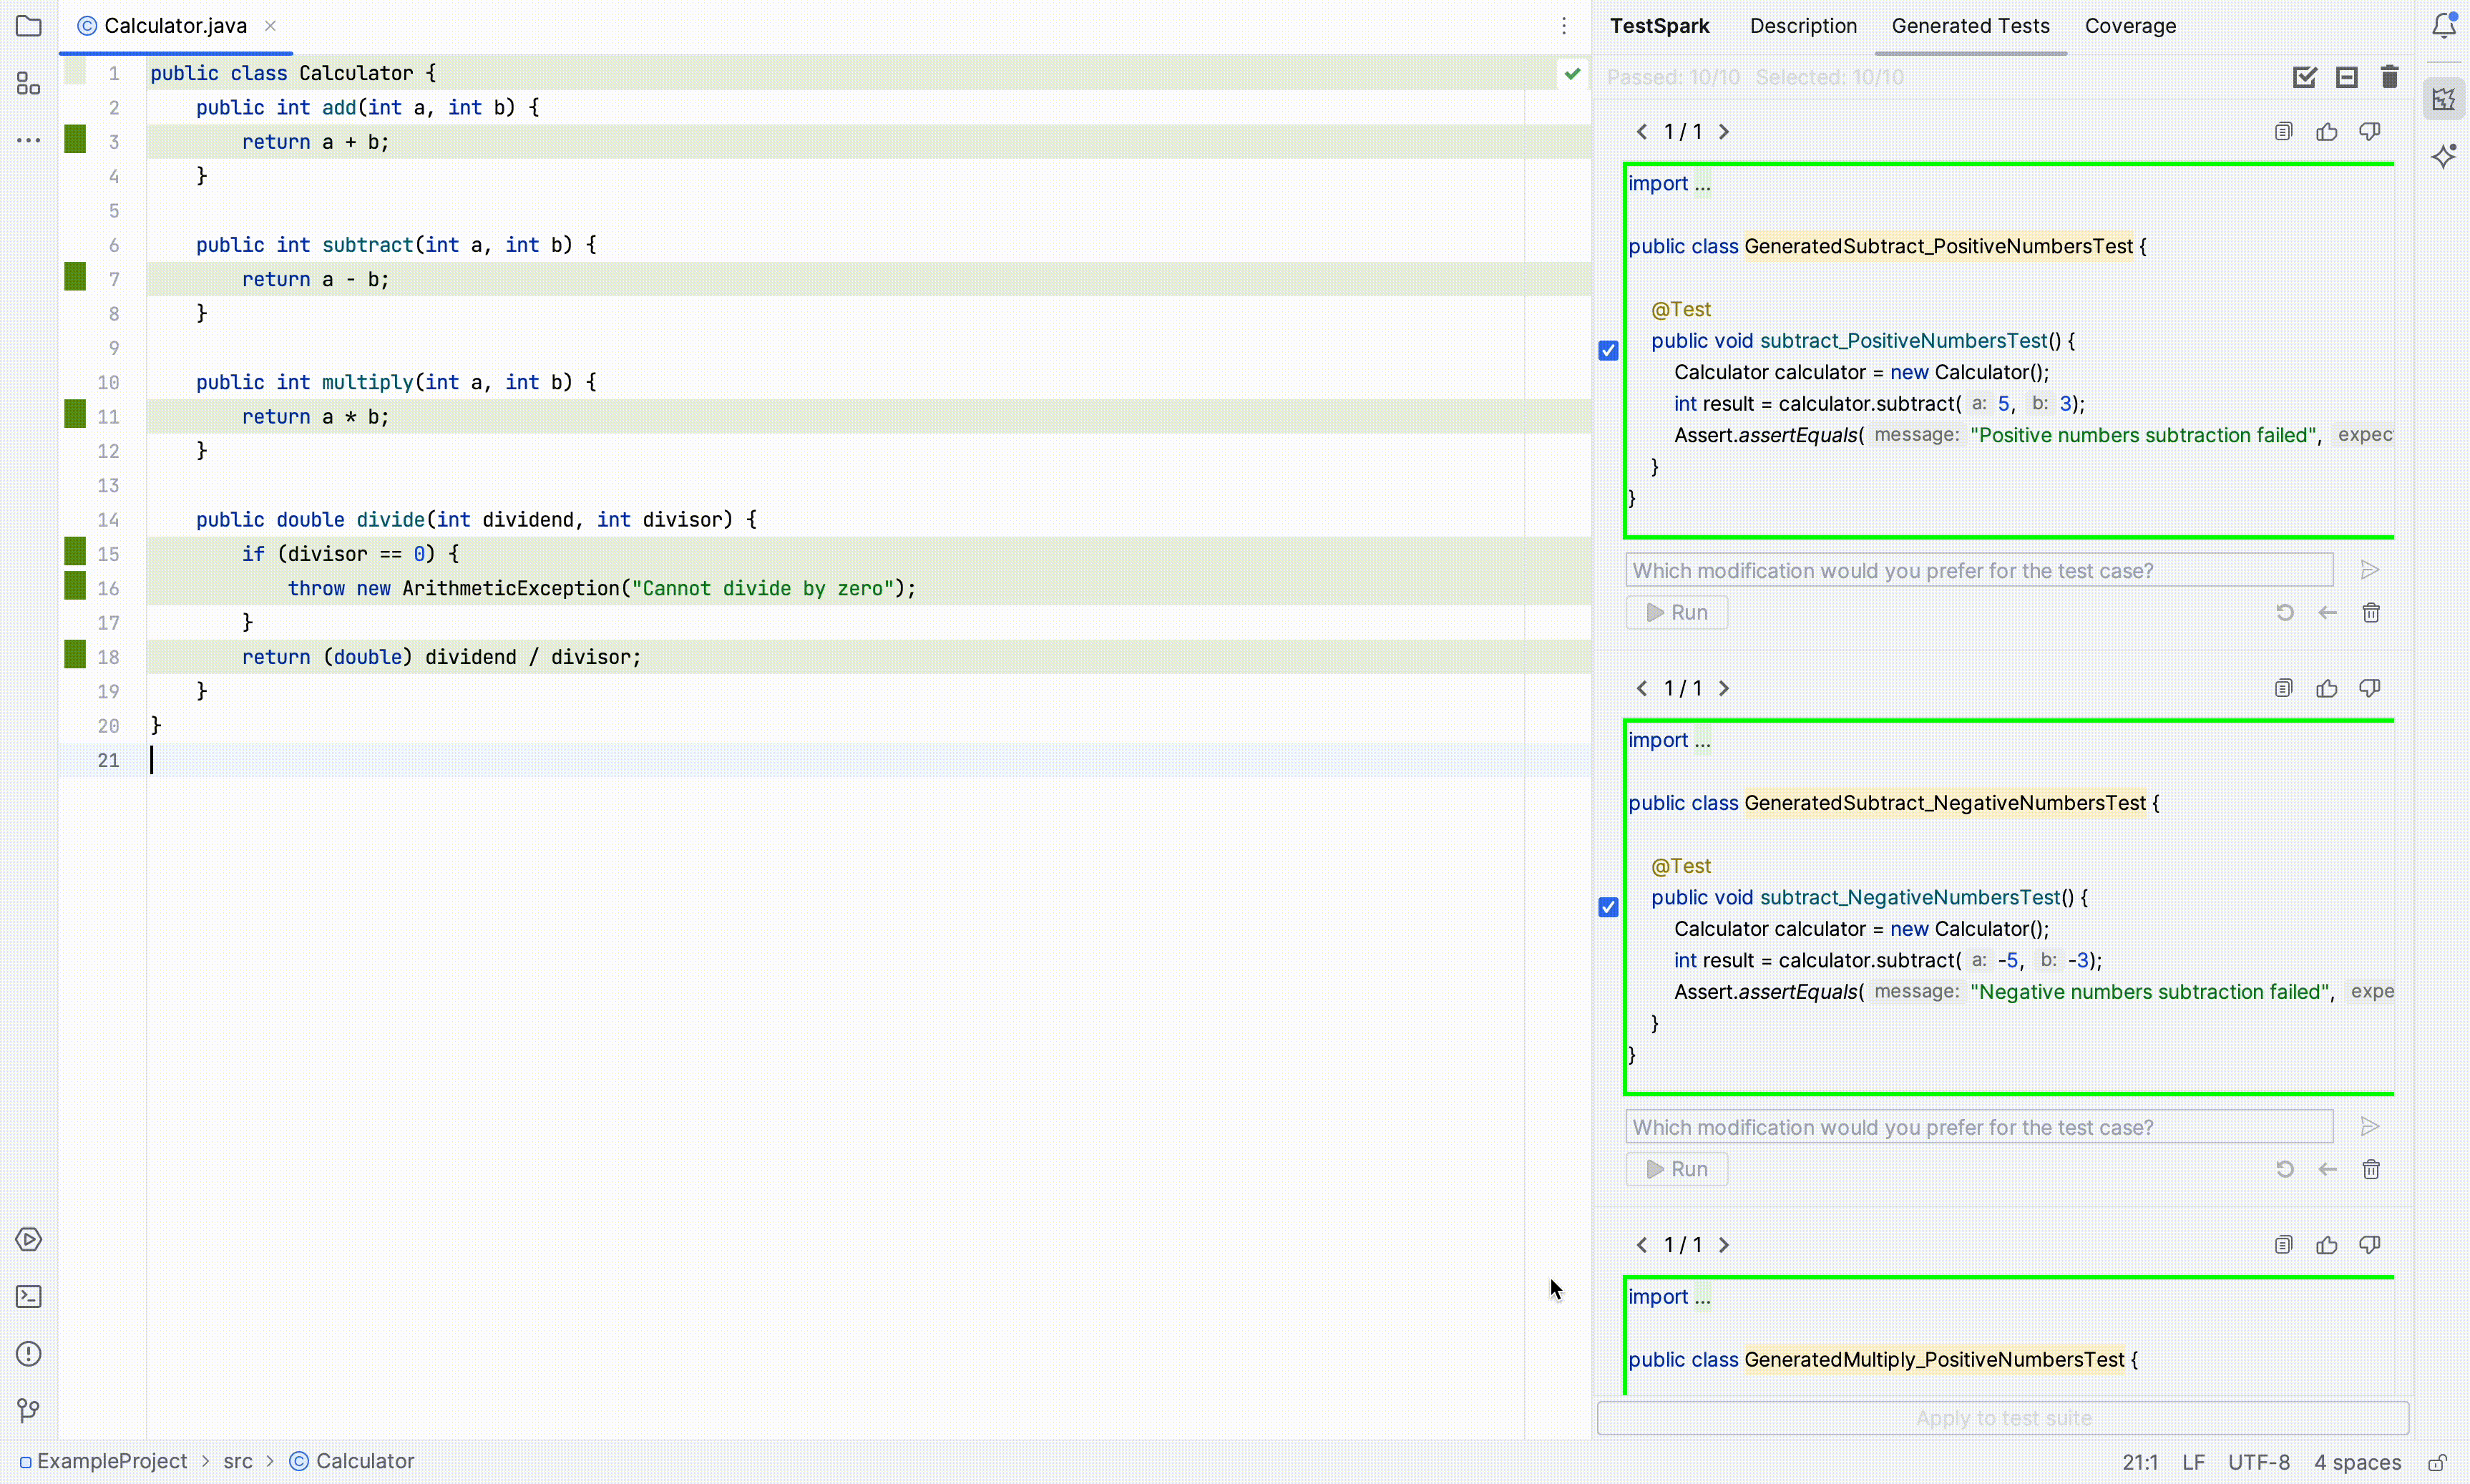 Calculator.java
1 public class Calculator {
2 public int add(int a, int b) {
3 return a + b;
4 }
5
6 public int subtract(int a, int b) {
7 return a - b;
8 }
9
10 public int multiply(int a, int b) {
11 return a * b;
12 }
13
14 public double divide(int dividend, int divisor) {
15 if (divisor == 0) {
16 throw new ArithmeticException("Cannot divide by zero");
17 }
18 return (double) dividend / divisor;
19 }
20 }
21
TestSpark Description Generated Tests Coverage
Passed: 10/10 Selected: 10/10
1 / 1
import ...
public class GeneratedSubtract_PositiveNumbersTest {
@Test
public void subtract_PositiveNumbersTest() {
Calculator calculator = new Calculator();
int result = calculator.subtract( a: 5, b: 3);
Assert.assertEquals( message: "Positive numbers subtraction failed", expec
}
}
Which modification would you prefer for the test case?
Run
1 / 1
import ...
public class GeneratedSubtract_NegativeNumbersTest {
@Test
public void subtract_NegativeNumbersTest() {
Calculator calculator = new Calculator();
int result = calculator.subtract( a: -5, b: -3);
Assert.assertEquals( message: "Negative numbers subtraction failed", expe
}
}
Which modification would you prefer for the test case?
Run
1 / 1
import ...
public class GeneratedMultiply_PositiveNumbersTest {
Apply to test suite
ExampleProject > src > Calculator
21:1 LF UTF-8 4 spaces